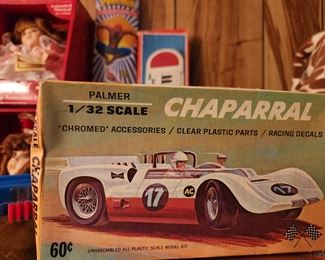 PALMER
1/32 SCALE
CHAPARRAL
"CHROMED" ACCESSORIES / CLEAR PLASTIC PARTS / RACING DECALS
17
AC
17
60¢
UNASSEMBLED ALL PLASTIC SCALE MODEL KIT
CHAPARRAL